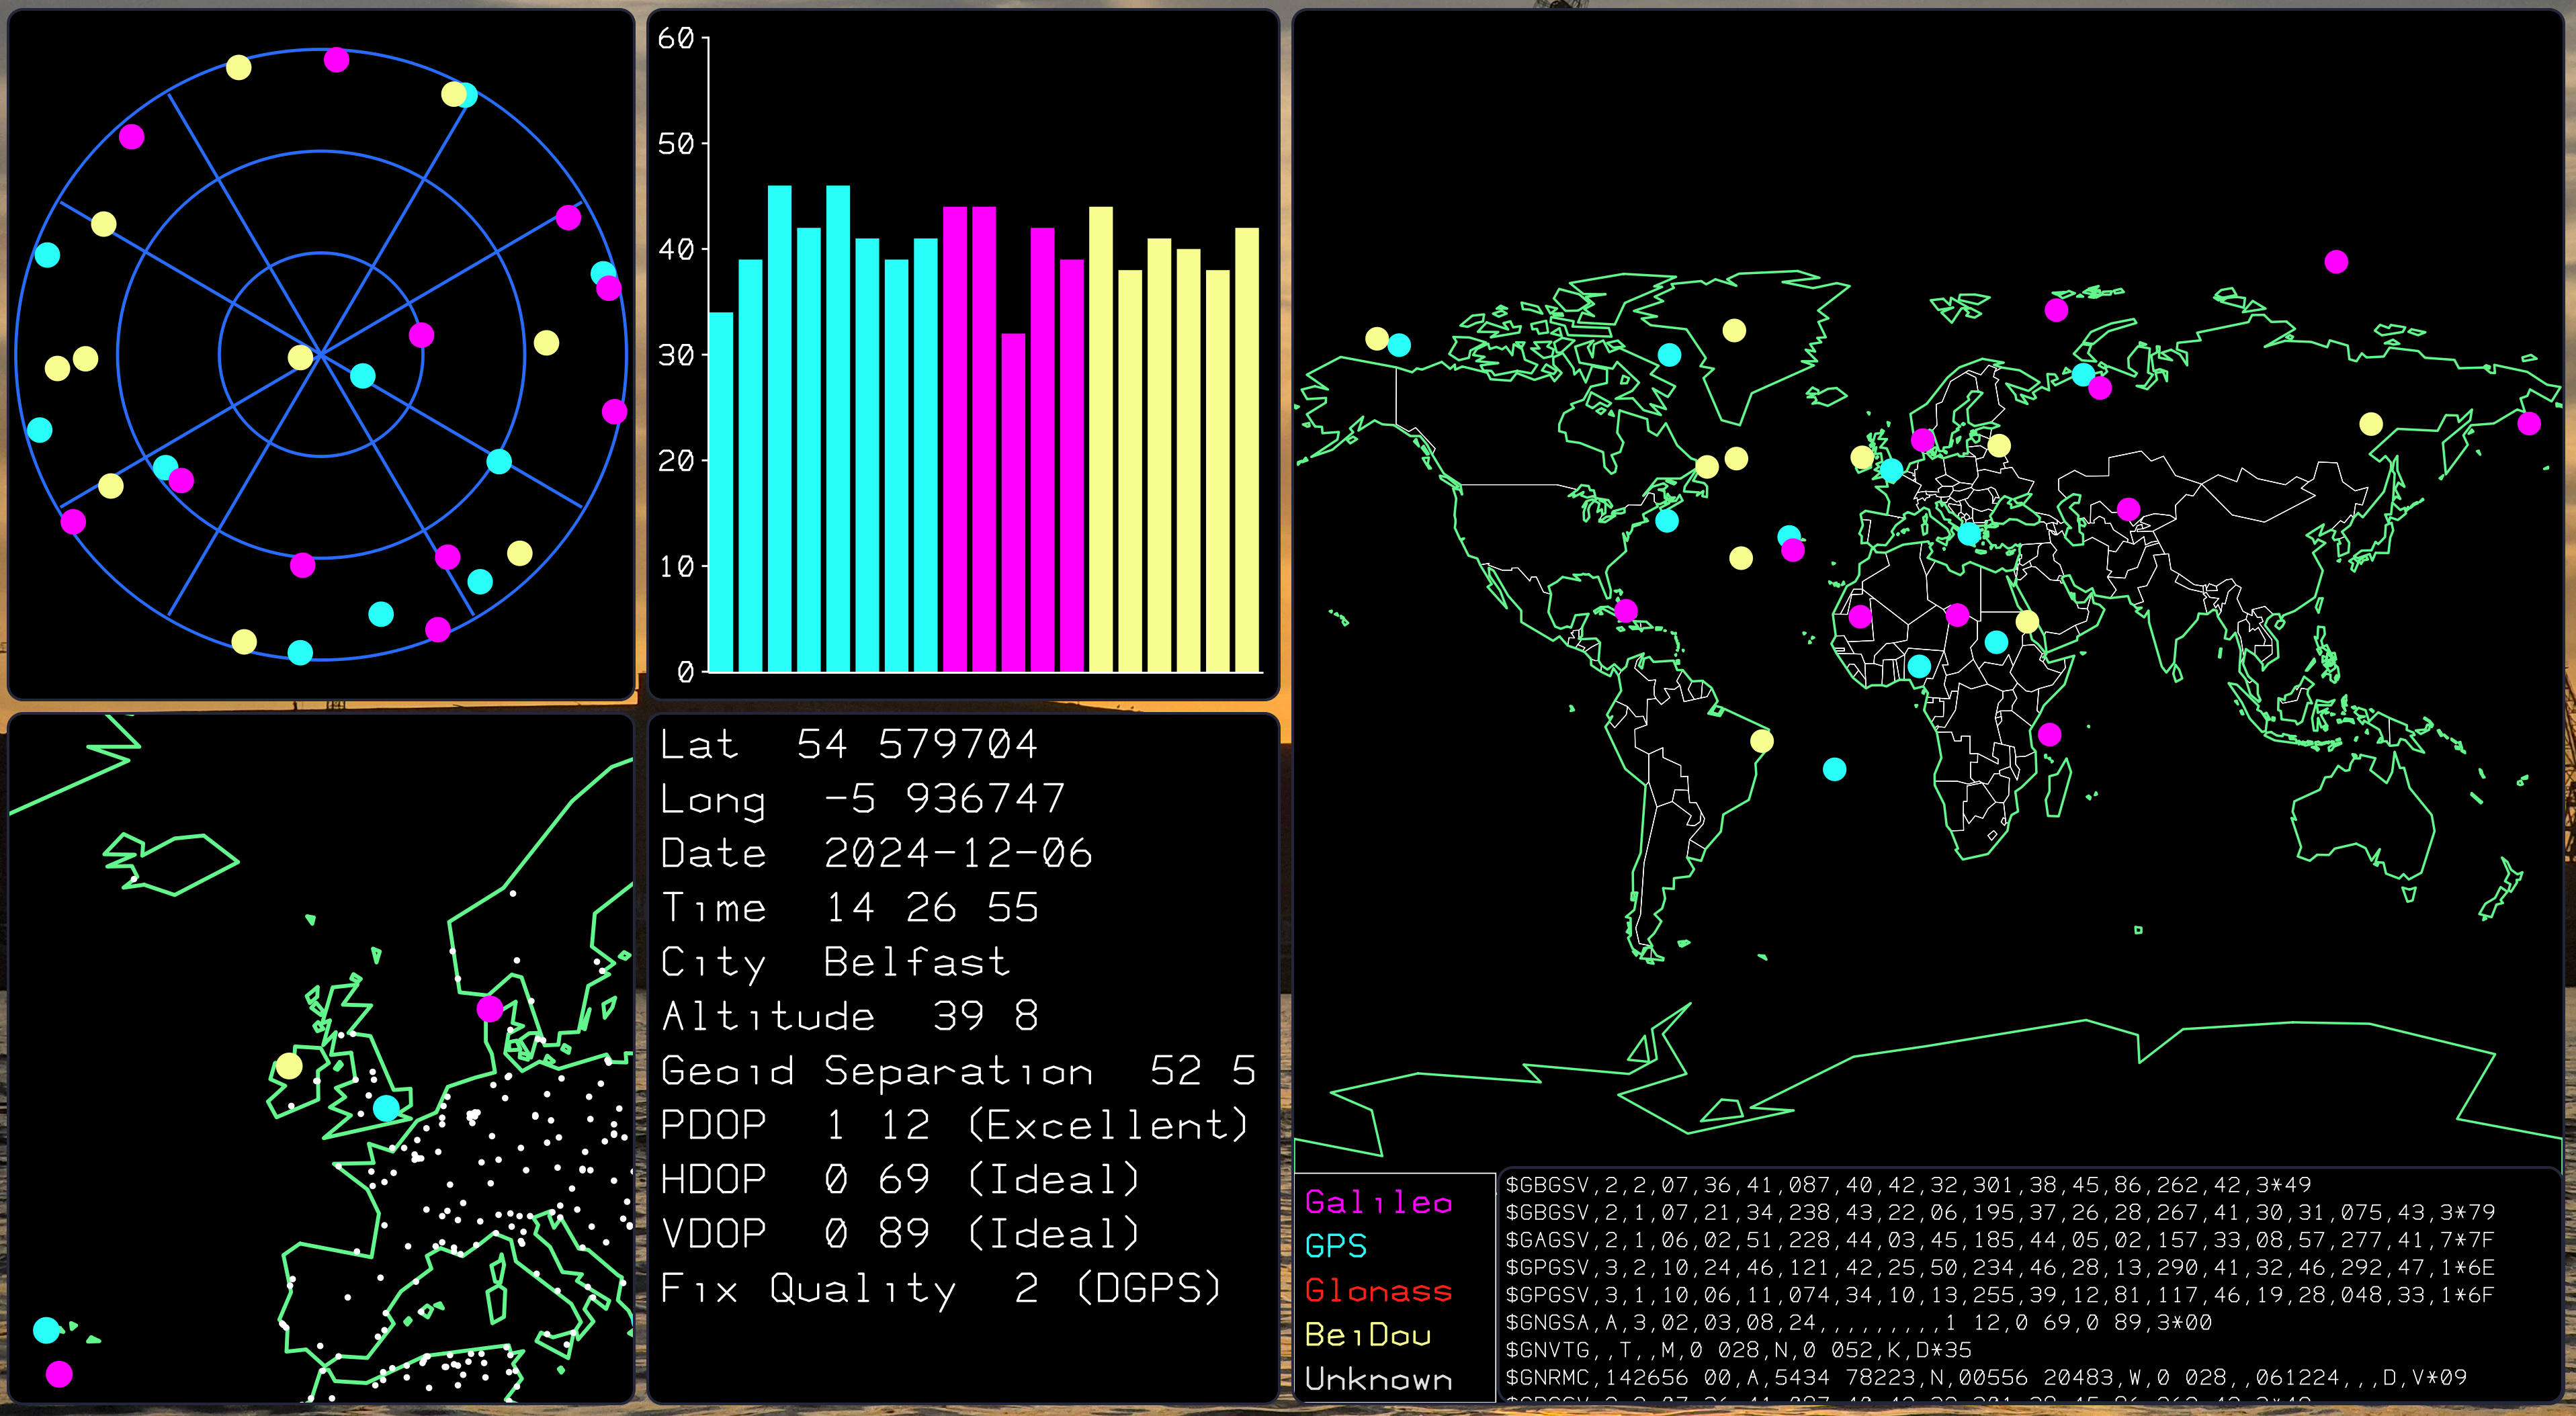 60
50
40
30
20
10
0
Lat 54 579704
Long -5 936747
Date 2024-12-06
Time 14 26 55
City Belfast
Altitude 39 8
Geoid Separation 52 5
PDOP 1 12 (Excellent)
HDOP 0 69 (Ideal)
VDOP 0 89 (Ideal)
Fix Quality 2 (DGPS)
Galileo
GPS
Glonass
BeiDou
Unknown
$GBGSV,2,2,07,36,41,087,40,42,32,301,38,45,86,262,42,3*49
$GBGSV,2,1,07,21,34,238,43,22,06,195,37,26,28,267,41,30,31,075,43,3*79
$GAGSV,2,1,06,02,51,228,44,03,45,185,44,05,02,157,33,08,57,277,41,7*7F
$GPGSV,3,2,10,24,46,121,42,25,50,234,46,28,13,290,41,32,46,292,47,1*6E
$GPGSV,3,1,10,06,11,074,34,10,13,255,39,12,81,117,46,19,28,048,33,1*6F
$GNGSA,A,3,02,03,08,24,,,,,,,,,1 12,0 69,0 89,3*00
$GNVTG,,T,,M,0 028,N,0 052,K,D*35
$GNRMC,142656 00,A,5434 78223,N,00556 20483,W,0 028,,061224,,,D,V*09